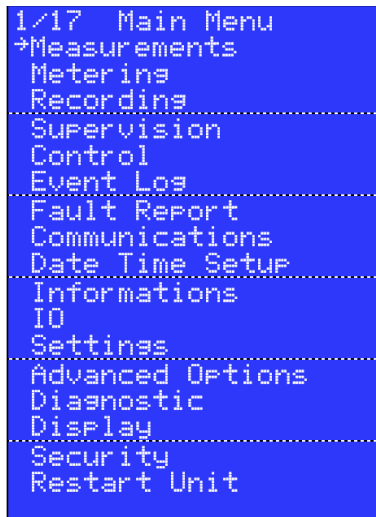 1/17 Main Menu
→Measurements
Metering
Recording
Supervision
Control
Event Log
Fault Report
Communications
Date Time Setup
Informations
IO
Settings
Advanced Options
Diagnostic
Display
Security
Restart Unit